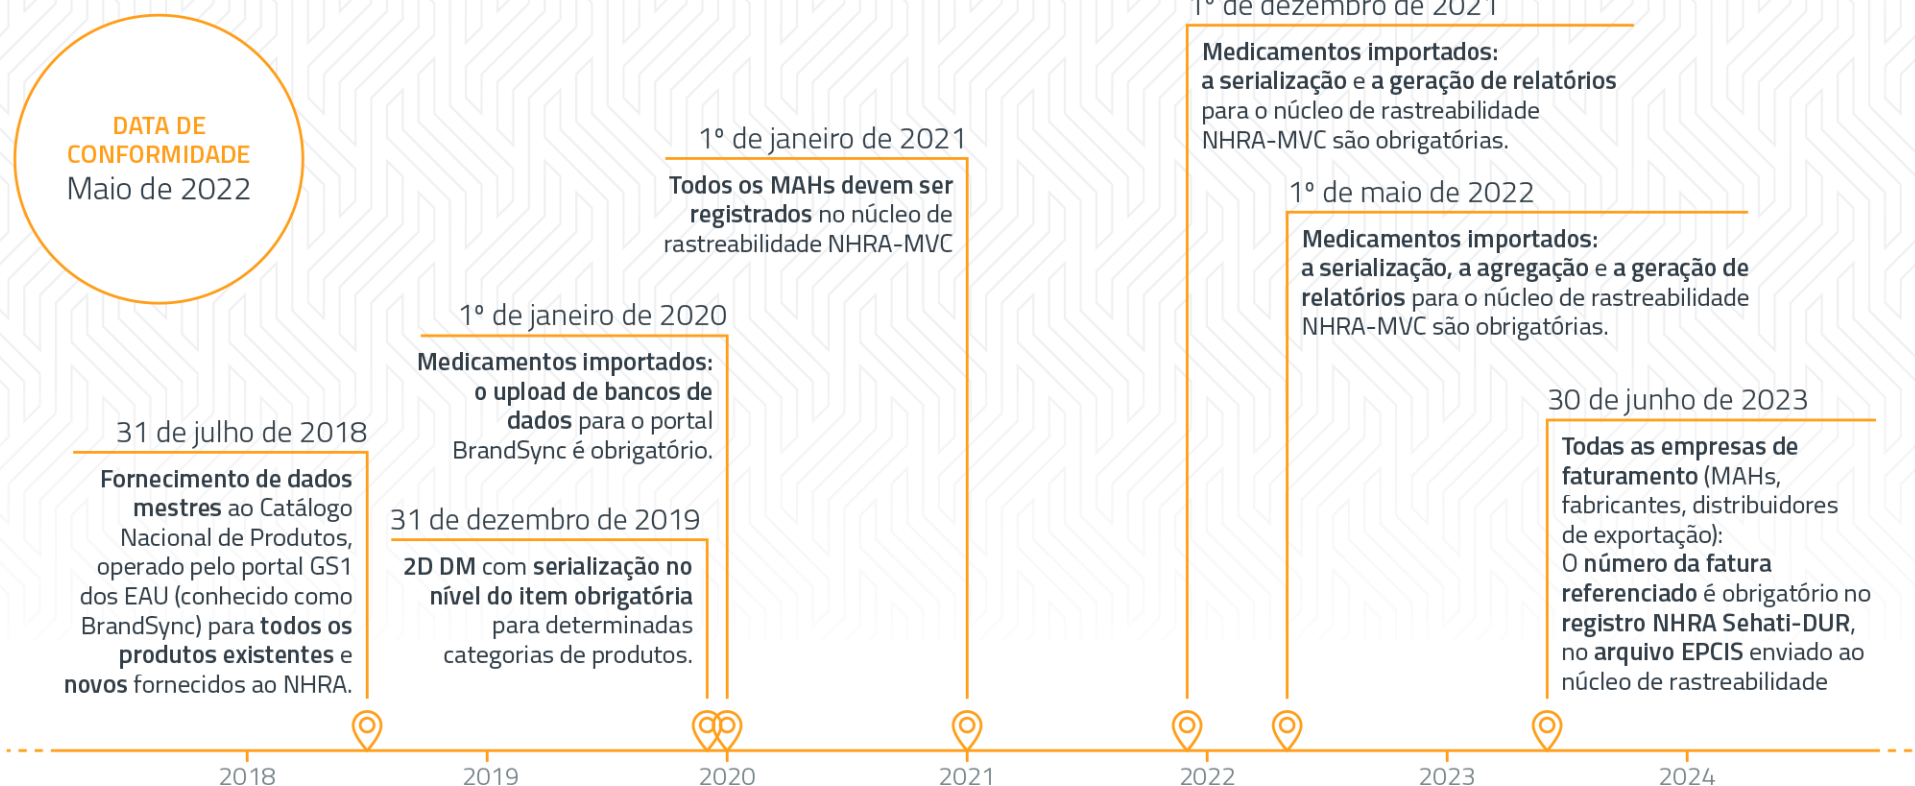 DATA DE
CONFORMIDADE
Maio de 2022
31 de julho de 2018
Fornecimento de dados
mestres ao Catálogo
Nacional de Produtos,
operado pelo portal GS1
dos EAU (conhecido como
BrandSync) para todos os
produtos existentes e
novos fornecidos ao NHRA.
31 de dezembro de 2019
2D DM com serialização no
nível do item obrigatória
para determinadas
categorias de produtos.
1º de janeiro de 2020
Medicamentos importados:
o upload de bancos de
dados para o portal
BrandSync é obrigatório.
1º de janeiro de 2021
Todos os MAHs devem ser
registrados no núcleo de
rastreabilidade NHRA-MVC
1º de dezembro de 2021
Medicamentos importados:
a serialização e a geração de relatórios
para o núcleo de rastreabilidade
NHRA-MVC são obrigatórias.
1º de maio de 2022
Medicamentos importados:
a serialização, a agregação e a geração de
relatórios para o núcleo de rastreabilidade
NHRA-MVC são obrigatórias.
30 de junho de 2023
Todas as empresas de
faturamento (MAHs,
fabricantes, distribuidores
de exportação):
O número da fatura
referenciado é obrigatório no
registro NHRA Sehati-DUR,
no arquivo EPCIS enviado ao
núcleo de rastreabilidade
2018
2019
2020
2021
2022
2023
2024